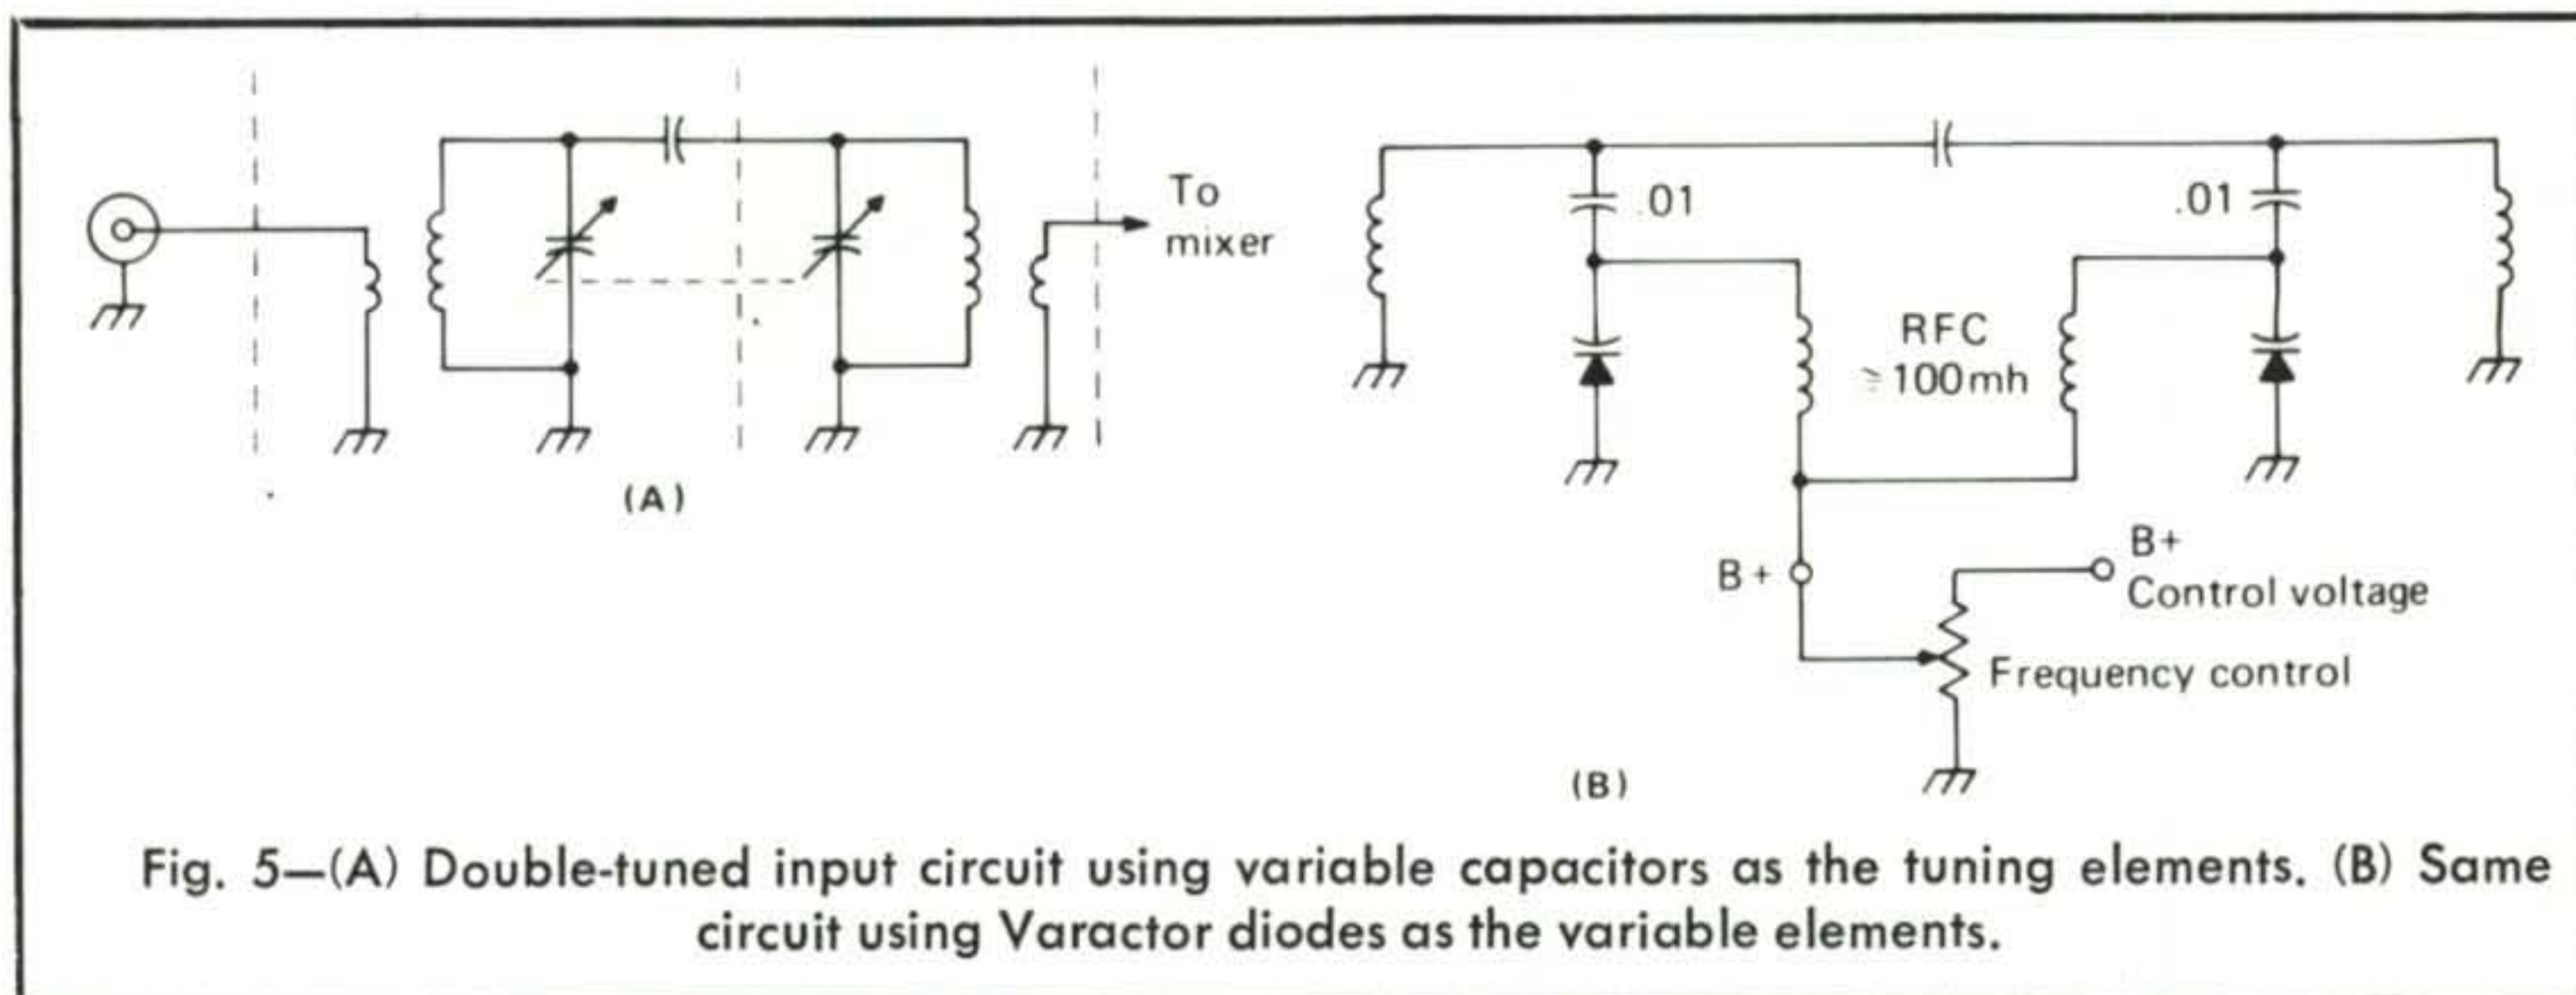 To
mixer
(A)
.01
.01
RFC
≥100mh
B+
B+
Control voltage
Frequency control
(B)
Fig. 5—(A) Double-tuned input circuit using variable capacitors as the tuning elements. (B) Same
circuit using Varactor diodes as the variable elements.